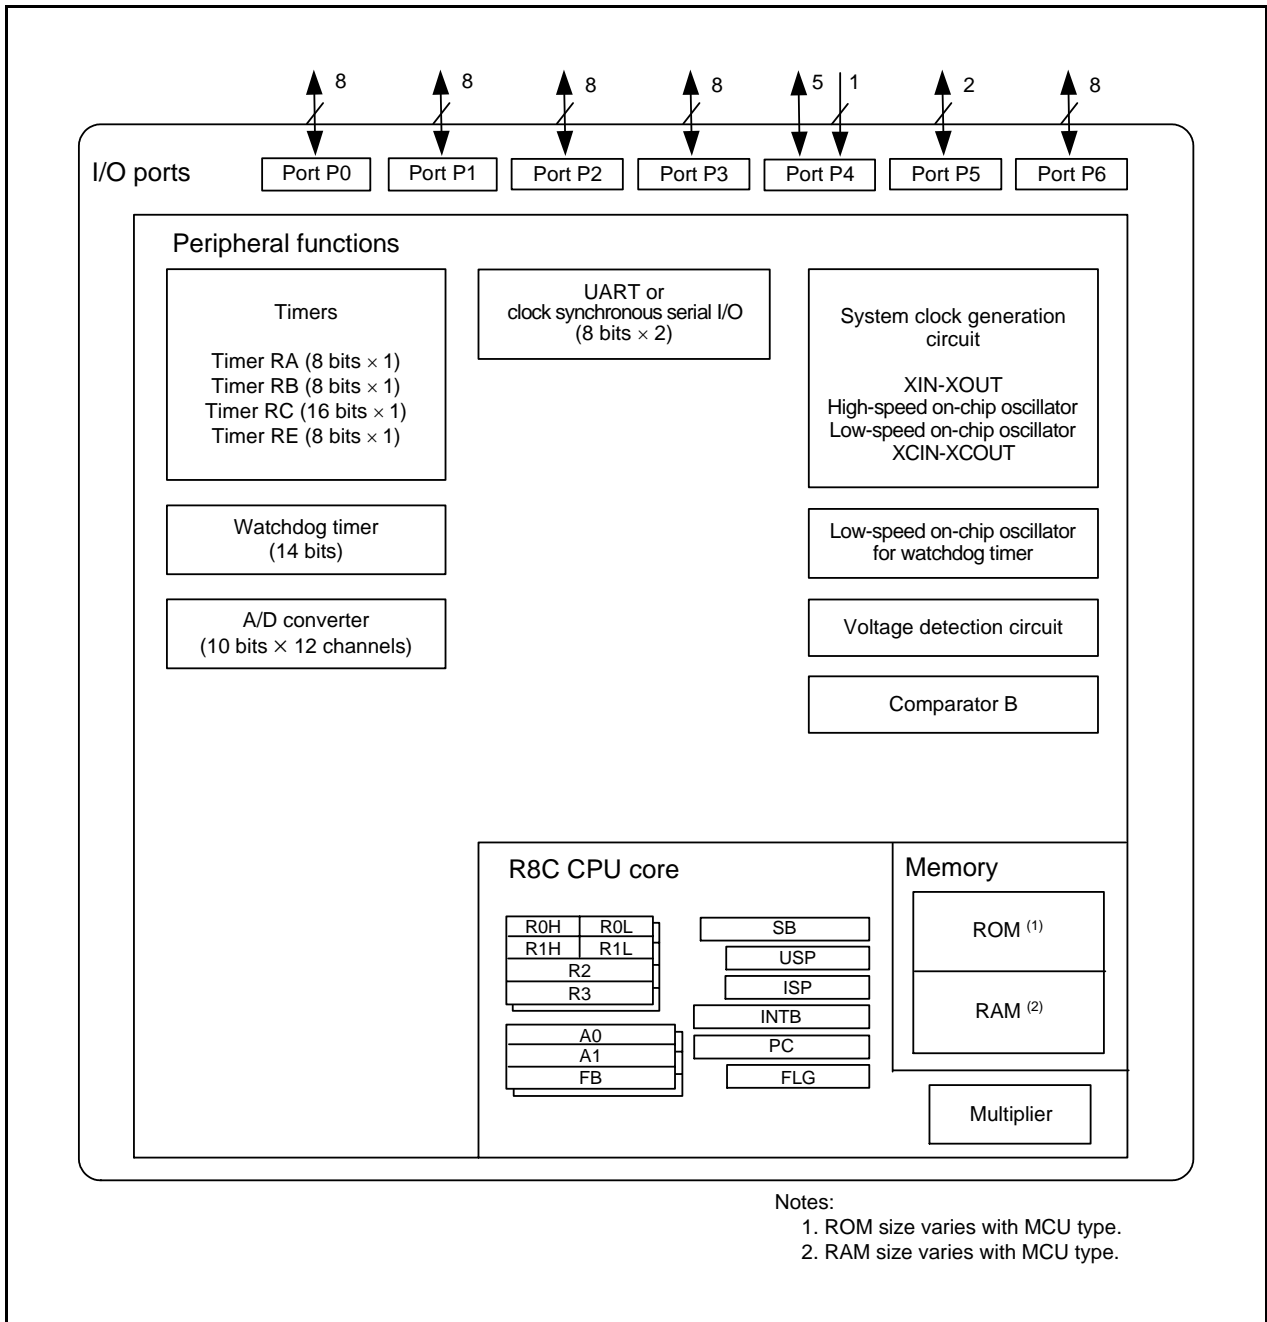 8 8 8 8 5 1 2 8
I/O ports
Port P0 Port P1 Port P2 Port P3 Port P4 Port P5 Port P6
Peripheral functions
Timers
Timer RA (8 bits × 1)
Timer RB (8 bits × 1)
Timer RC (16 bits × 1)
Timer RE (8 bits × 1)
UART or
clock synchronous serial I/O
(8 bits × 2)
System clock generation
circuit
XIN-XOUT
High-speed on-chip oscillator
Low-speed on-chip oscillator
XCIN-XCOUT
Watchdog timer
(14 bits)
Low-speed on-chip oscillator
for watchdog timer
A/D converter
(10 bits × 12 channels)
Voltage detection circuit
Comparator B
R8C CPU core
R0H R0L
R1H R1L
R2
R3
A0
A1
FB
SB
USP
ISP
INTB
PC
FLG
Memory
ROM (1)
RAM (2)
Multiplier
Notes:
1. ROM size varies with MCU type.
2. RAM size varies with MCU type.